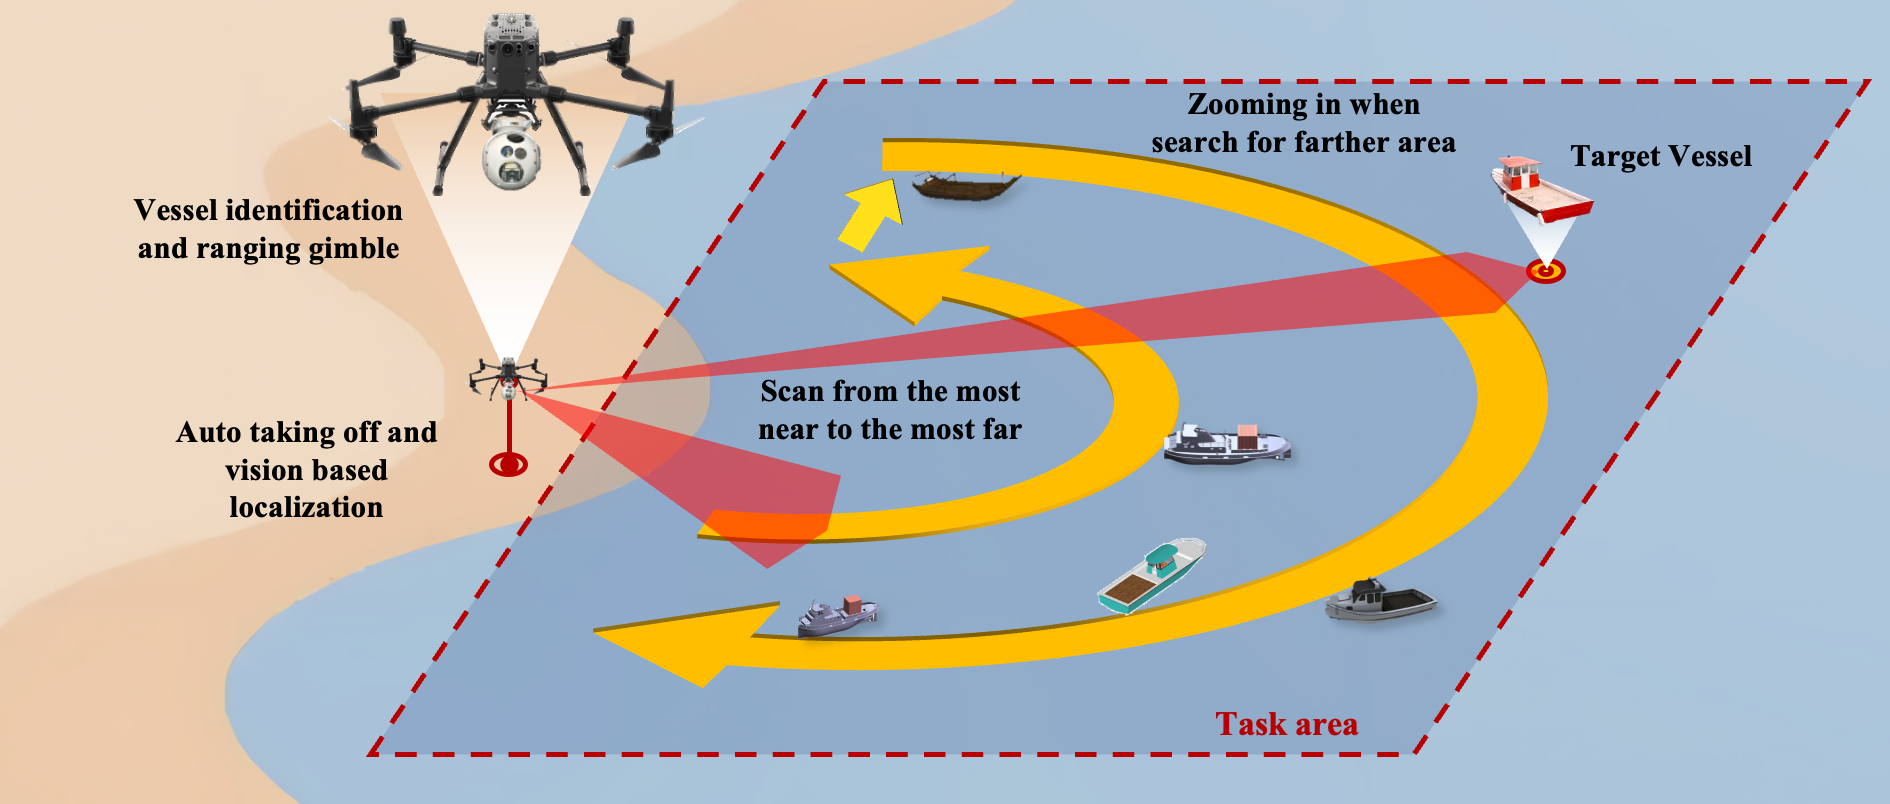 Zooming in when
search for farther area
Target Vessel
Vessel identification
and ranging gimble
Scan from the most
near to the most far
Auto taking off and
vision based
localization
Task area